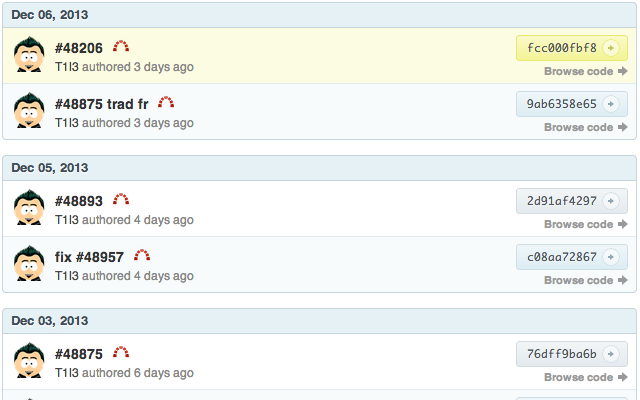 Dec 06, 2013
#48206
fcc000fbf8
T1l3 authored 3 days ago
Browse code
#48875 trad fr
9ab6358e65
T1l3 authored 3 days ago
Browse code
Dec 05, 2013
#48893
2d91af4297
T1l3 authored 4 days ago
Browse code
fix #48957
c08aa72867
T1l3 authored 4 days ago
Browse code
Dec 03, 2013
#48875
76dff9ba6b
T1l3 authored 6 days ago
Browse code